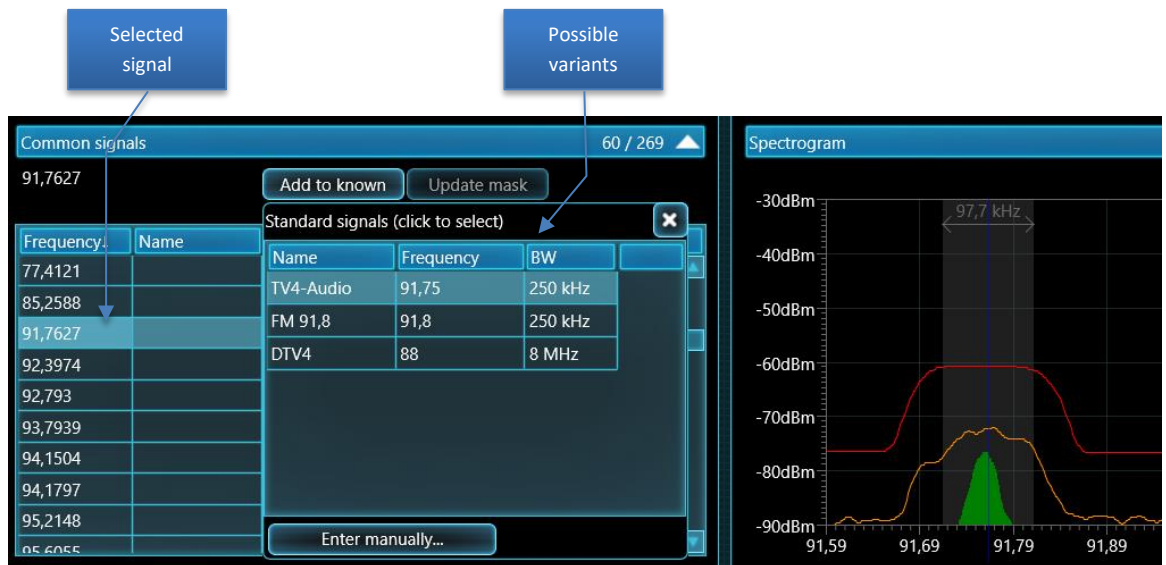 Selected
signal
Possible
variants
Common signals 60 / 269
Spectrogram
91,7627
Add to known Update mask
Standard signals (click to select)
Frequency Name
Name Frequency BW
77,4121
TV4-Audio 91,75 250 kHz
85,2588
FM 91,8 91,8 250 kHz
91,7627
DTV4 88 8 MHz
92,3974
92,793
93,7939
94,1504
94,1797
95,2148
95,6055
Enter manually...
97,7 kHz
-30dBm
-40dBm
-50dBm
-60dBm
-70dBm
-80dBm
-90dBm
91,59 91,69 91,79 91,89